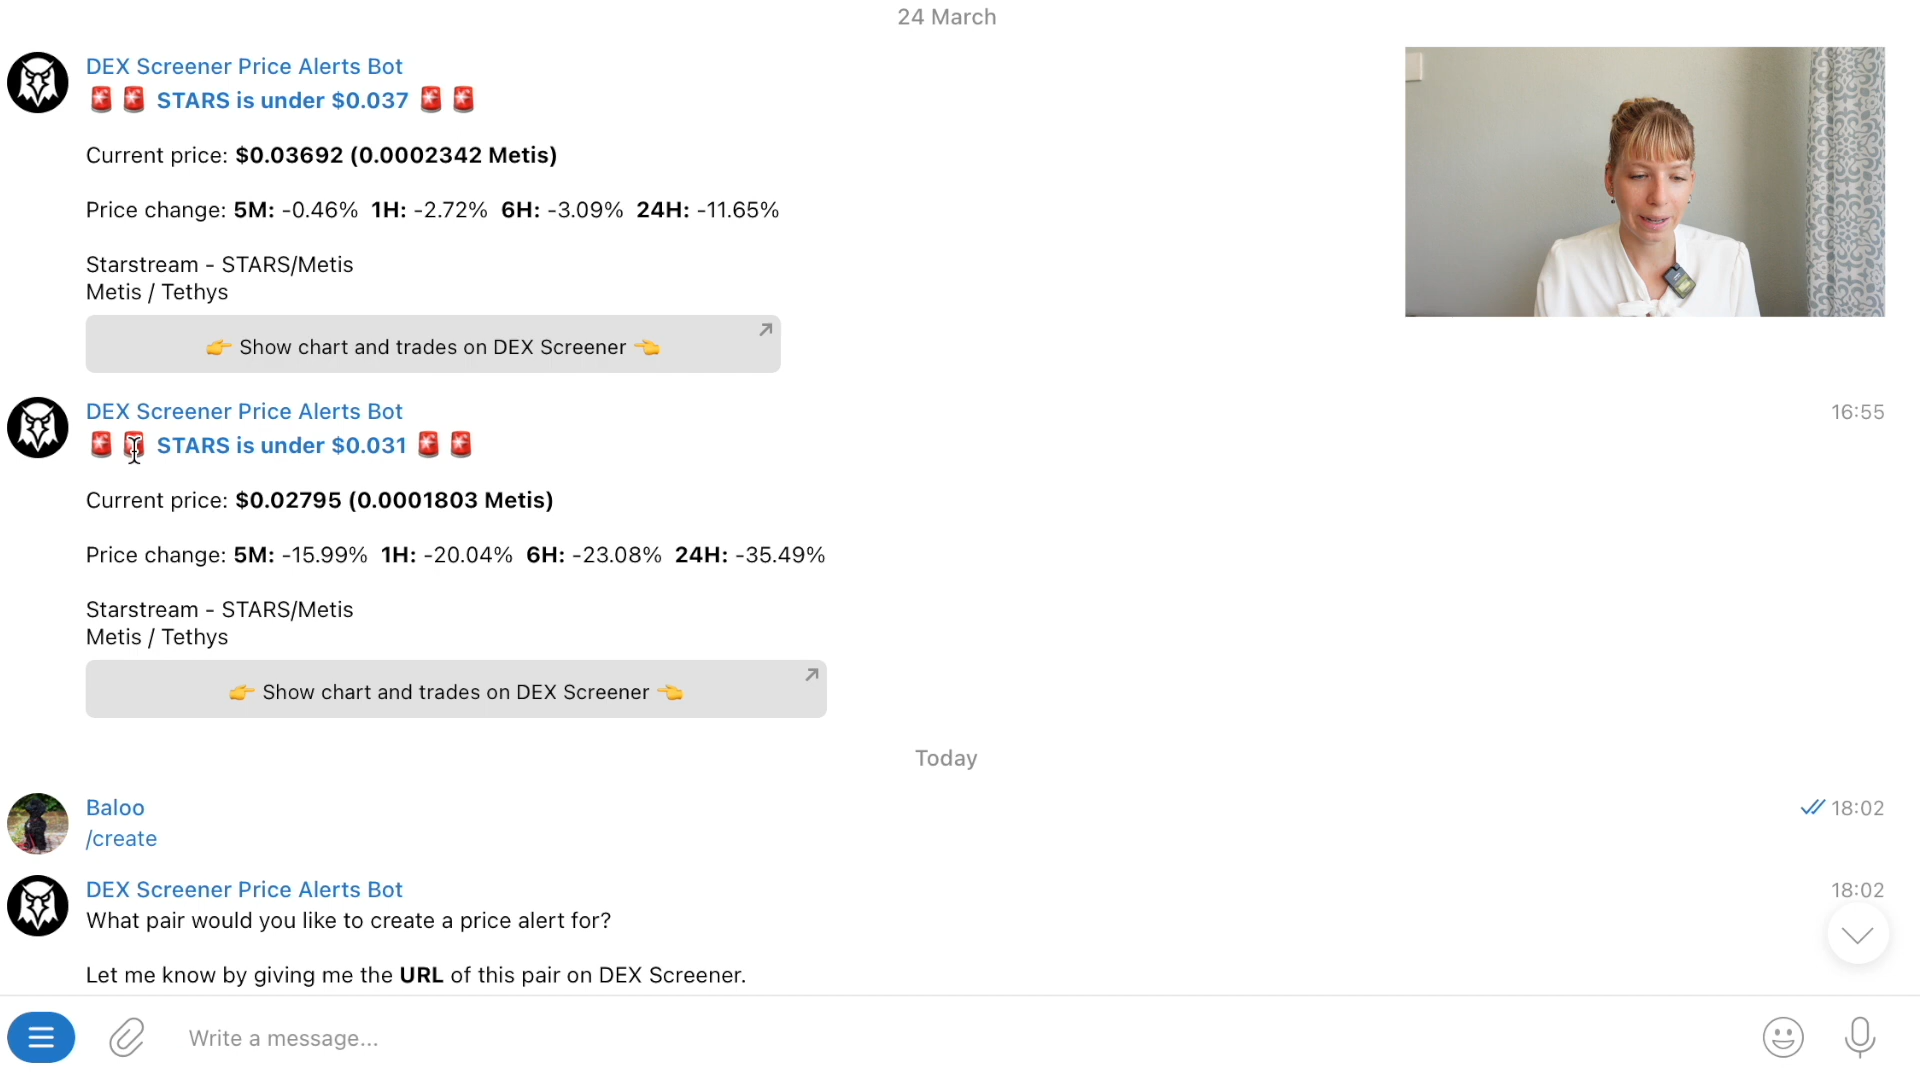 24 March
DEX Screener Price Alerts Bot
🚨 🚨 STARS is under $0.037 🚨 🚨
Current price: $0.03692 (0.0002342 Metis)
Price change: 5M: -0.46% 1H: -2.72% 6H: -3.09% 24H: -11.65%
Starstream - STARS/Metis
Metis / Tethys
👉 Show chart and trades on DEX Screener 👈
DEX Screener Price Alerts Bot 16:55
🚨 🚨 STARS is under $0.031 🚨 🚨
Current price: $0.02795 (0.0001803 Metis)
Price change: 5M: -15.99% 1H: -20.04% 6H: -23.08% 24H: -35.49%
Starstream - STARS/Metis
Metis / Tethys
👉 Show chart and trades on DEX Screener 👈
Today
Baloo 18:02
/create
DEX Screener Price Alerts Bot 18:02
What pair would you like to create a price alert for?
Let me know by giving me the URL of this pair on DEX Screener.
Write a message...